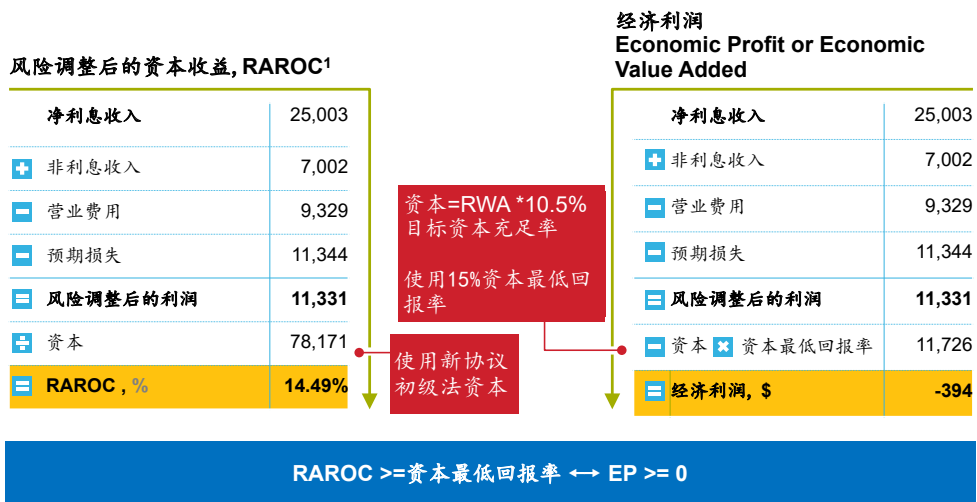 风险调整后的资本收益, RAROC¹
净利息收入 25,003
+ 非利息收入 7,002
− 营业费用 9,329
− 预期损失 11,344
= 风险调整后的利润 11,331
÷ 资本 78,171
= RAROC , % 14.49%
资本=RWA *10.5%
目标资本充足率
使用15%资本最低回
报率
使用新协议
初级法资本
经济利润
Economic Profit or Economic
Value Added
净利息收入 25,003
+ 非利息收入 7,002
− 营业费用 9,329
− 预期损失 11,344
= 风险调整后的利润 11,331
− 资本 × 资本最低回报率 11,726
= 经济利润, $ -394
RAROC >=资本最低回报率 ↔ EP >= 0